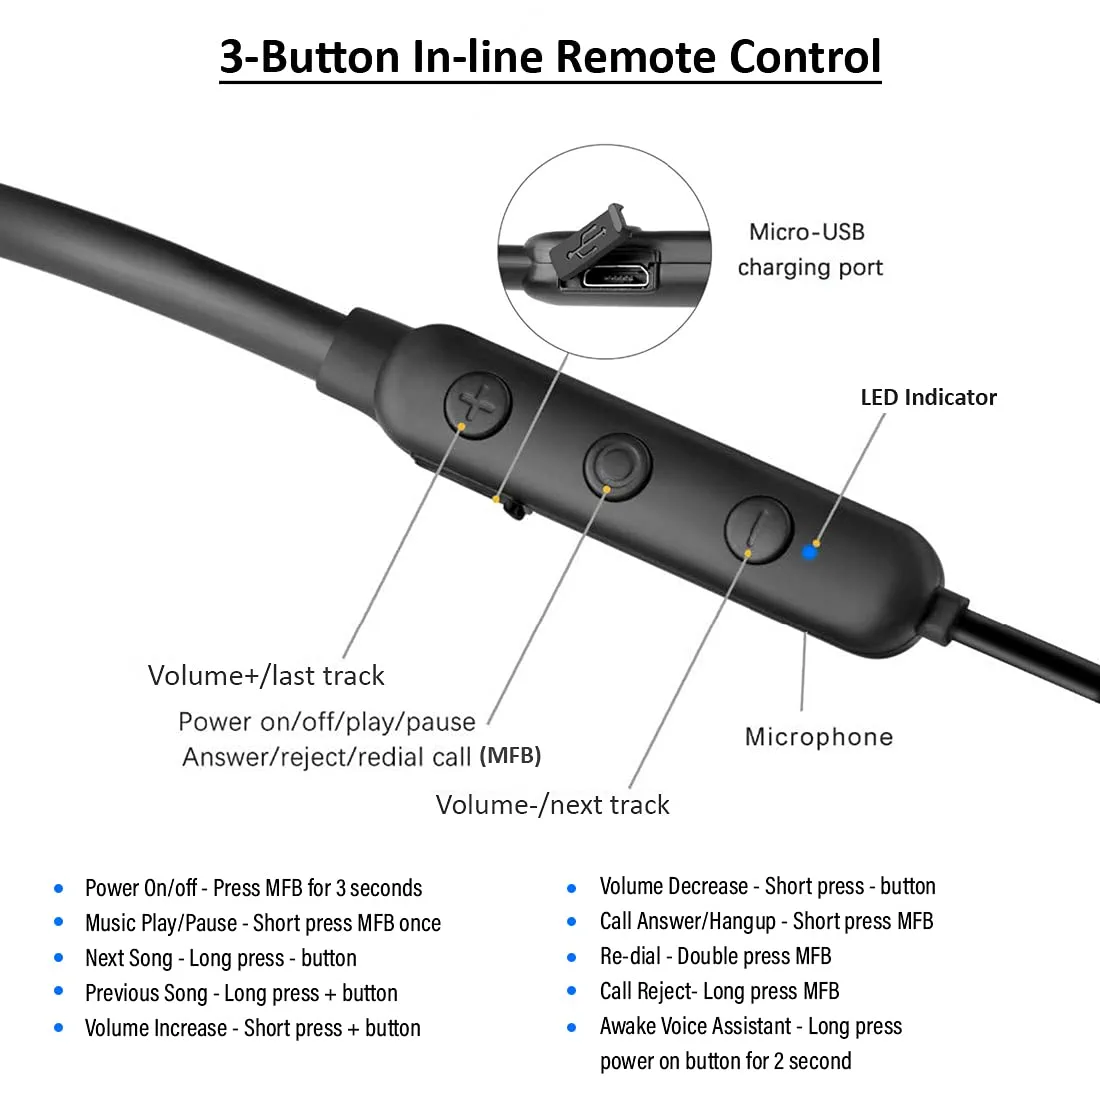 3-Button In-line Remote Control
Micro-USB
charging port
LED Indicator
Volume+/last track
Power on/off/play/pause
Answer/reject/redial call (MFB)
Microphone
Volume-/next track
Power On/off - Press MFB for 3 seconds
Music Play/Pause - Short press MFB once
Next Song - Long press - button
Previous Song - Long press + button
Volume Increase - Short press + button
Volume Decrease - Short press - button
Call Answer/Hangup - Short press MFB
Re-dial - Double press MFB
Call Reject- Long press MFB
Awake Voice Assistant - Long press
power on button for 2 second